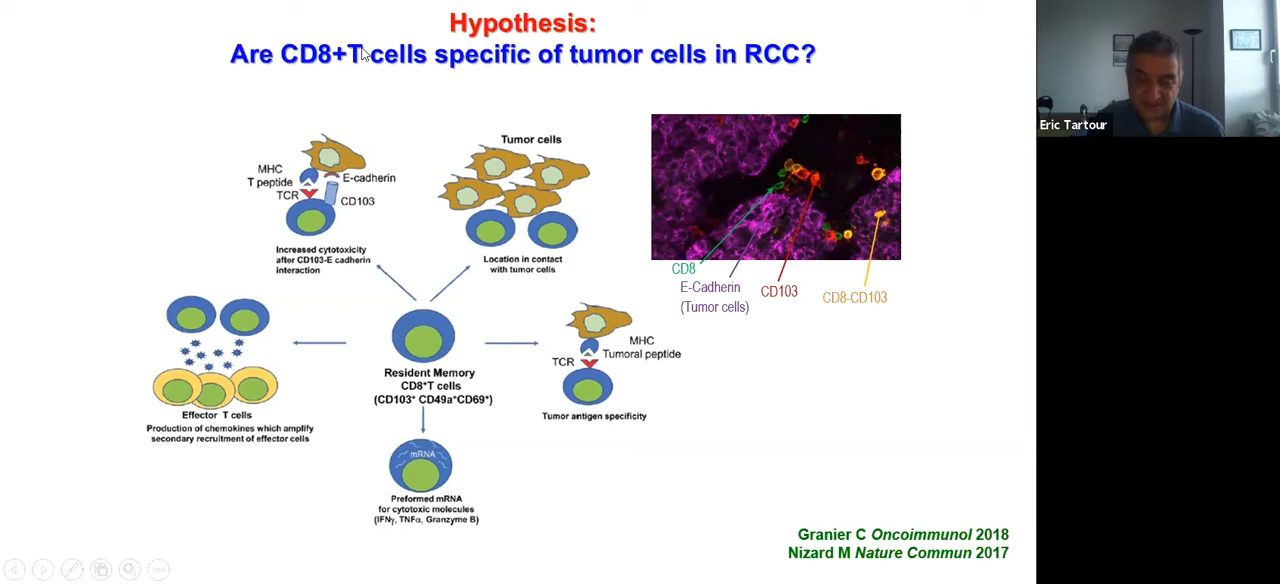 Hypothesis:
Are CD8+T cells specific of tumor cells in RCC?
Eric Tartour
MHC
T peptide
TCR
E-cadherin
CD103
Increased cytotoxicity
after CD103-E cadherin
interaction
Tumor cells
Location in contact
with tumor cells
CD8
E-Cadherin
(Tumor cells)
CD103
CD8-CD103
Effector T cells
Production of chemokines which amplify
secondary recruitment of effector cells
Resident Memory
CD8⁺T cells
(CD103⁺ CD49a⁺CD69⁺)
MHC
Tumoral peptide
TCR
Tumor antigen specificity
mRNA
Preformed mRNA
for cytotoxic molecules
(IFNγ, TNFα, Granzyme B)
Granier C Oncoimmunol 2018
Nizard M Nature Commun 2017